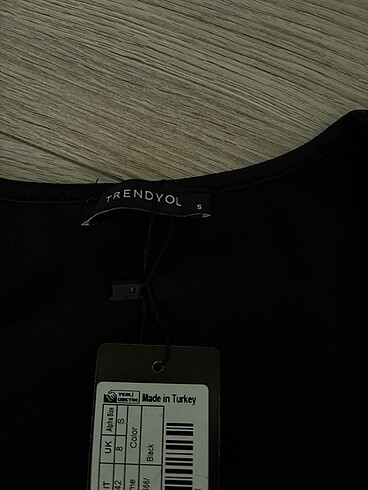 TRENDYOL
S
YERLİ
ÜRETİM
Made in Turkey
Alpha Size S
UK 8
IT 42
Color
Black